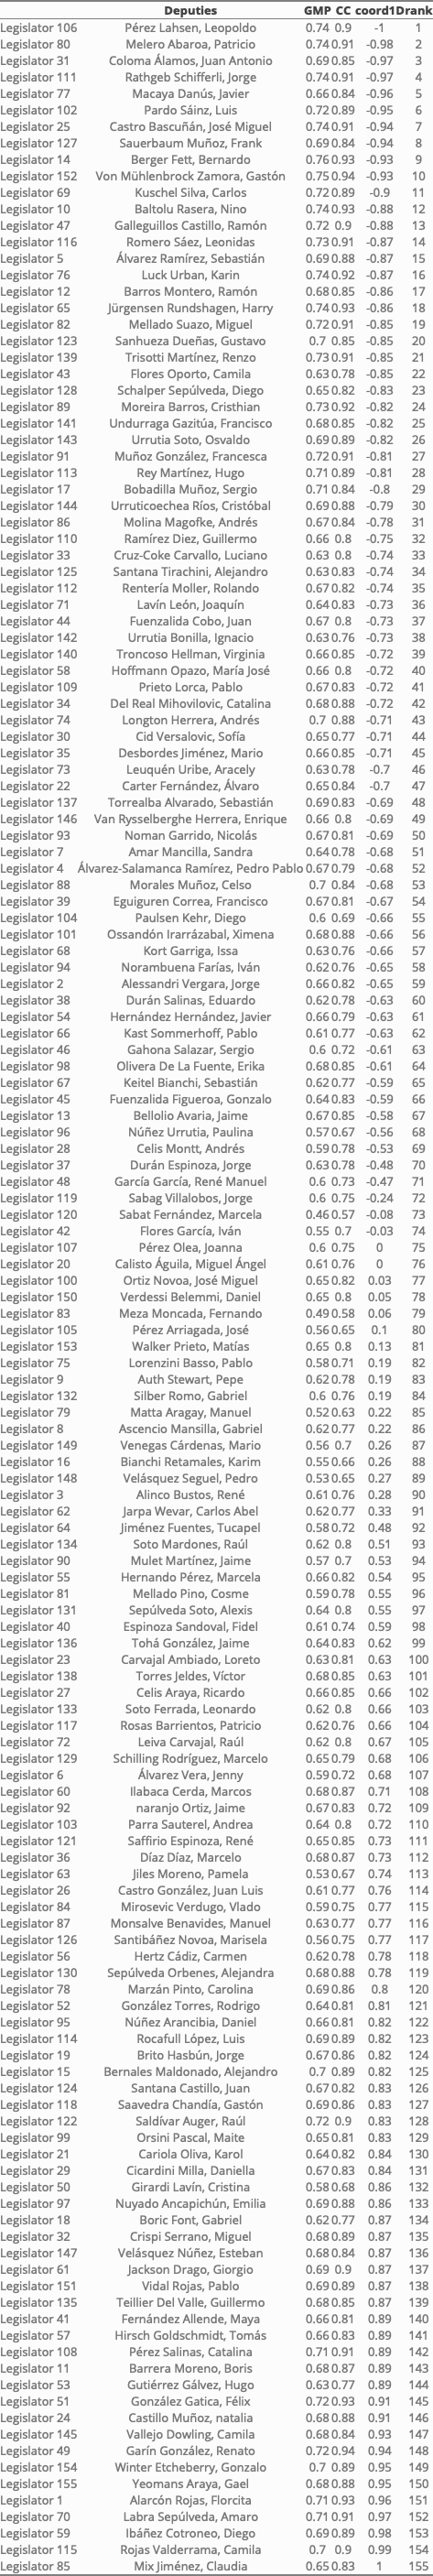 Deputies GMP CC coord1Drank
Legislator 106 Pérez Lahsen, Leopoldo 0.74 0.9 -1 1
Legislator 80 Melero Abaroa, Patricio 0.74 0.91 -0.98 2
Legislator 31 Coloma Álamos, Juan Antonio 0.69 0.85 -0.97 3
Legislator 111 Rathgeb Schifferli, Jorge 0.74 0.91 -0.97 4
Legislator 77 Macaya Danús, Javier 0.66 0.84 -0.96 5
Legislator 102 Pardo Sáinz, Luis 0.72 0.89 -0.95 6
Legislator 25 Castro Bascuñán, José Miguel 0.74 0.91 -0.94 7
Legislator 127 Sauerbaum Muñoz, Frank 0.69 0.84 -0.94 8
Legislator 14 Berger Fett, Bernardo 0.76 0.93 -0.93 9
Legislator 152 Von Mühlenbrock Zamora, Gastón 0.75 0.94 -0.93 10
Legislator 69 Kuschel Silva, Carlos 0.72 0.89 -0.9 11
Legislator 10 Baltolu Rasera, Nino 0.74 0.93 -0.88 12
Legislator 47 Galleguillos Castillo, Ramón 0.72 0.9 -0.88 13
Legislator 116 Romero Sáez, Leonidas 0.73 0.91 -0.87 14
Legislator 5 Álvarez Ramírez, Sebastián 0.69 0.88 -0.87 15
Legislator 76 Luck Urban, Karin 0.74 0.92 -0.87 16
Legislator 12 Barros Montero, Ramón 0.68 0.85 -0.86 17
Legislator 65 Jürgensen Rundshagen, Harry 0.74 0.93 -0.86 18
Legislator 82 Mellado Suazo, Miguel 0.72 0.91 -0.85 19
Legislator 123 Sanhueza Dueñas, Gustavo 0.7 0.85 -0.85 20
Legislator 139 Trisotti Martínez, Renzo 0.73 0.91 -0.85 21
Legislator 43 Flores Oporto, Camila 0.63 0.78 -0.85 22
Legislator 128 Schalper Sepúlveda, Diego 0.65 0.82 -0.83 23
Legislator 89 Moreira Barros, Cristhian 0.73 0.92 -0.82 24
Legislator 141 Undurraga Gazitúa, Francisco 0.68 0.85 -0.82 25
Legislator 143 Urrutia Soto, Osvaldo 0.69 0.89 -0.82 26
Legislator 91 Muñoz González, Francesca 0.72 0.91 -0.81 27
Legislator 113 Rey Martínez, Hugo 0.71 0.89 -0.81 28
Legislator 17 Bobadilla Muñoz, Sergio 0.71 0.84 -0.8 29
Legislator 144 Urruticoechea Ríos, Cristóbal 0.69 0.88 -0.79 30
Legislator 86 Molina Magofke, Andrés 0.67 0.84 -0.78 31
Legislator 110 Ramírez Diez, Guillermo 0.66 0.8 -0.75 32
Legislator 33 Cruz-Coke Carvallo, Luciano 0.63 0.8 -0.74 33
Legislator 125 Santana Tirachini, Alejandro 0.63 0.83 -0.74 34
Legislator 112 Rentería Moller, Rolando 0.67 0.82 -0.74 35
Legislator 71 Lavín León, Joaquín 0.64 0.83 -0.73 36
Legislator 44 Fuenzalida Cobo, Juan 0.67 0.8 -0.73 37
Legislator 142 Urrutia Bonilla, Ignacio 0.63 0.76 -0.73 38
Legislator 140 Troncoso Hellman, Virginia 0.66 0.85 -0.72 39
Legislator 58 Hoffmann Opazo, María José 0.66 0.8 -0.72 40
Legislator 109 Prieto Lorca, Pablo 0.67 0.83 -0.72 41
Legislator 34 Del Real Mihovilovic, Catalina 0.68 0.88 -0.72 42
Legislator 74 Longton Herrera, Andrés 0.7 0.88 -0.71 43
Legislator 30 Cid Versalovic, Sofía 0.65 0.77 -0.71 44
Legislator 35 Desbordes Jiménez, Mario 0.66 0.85 -0.71 45
Legislator 73 Leuquén Uribe, Aracely 0.63 0.78 -0.7 46
Legislator 22 Carter Fernández, Álvaro 0.65 0.84 -0.7 47
Legislator 137 Torrealba Alvarado, Sebastián 0.69 0.83 -0.69 48
Legislator 146 Van Rysselberghe Herrera, Enrique 0.66 0.8 -0.69 49
Legislator 93 Noman Garrido, Nicolás 0.67 0.81 -0.69 50
Legislator 7 Amar Mancilla, Sandra 0.64 0.78 -0.68 51
Legislator 4 Álvarez-Salamanca Ramírez, Pedro Pablo 0.67 0.79 -0.68 52
Legislator 88 Morales Muñoz, Celso 0.7 0.84 -0.68 53
Legislator 39 Eguiguren Correa, Francisco 0.67 0.81 -0.67 54
Legislator 104 Paulsen Kehr, Diego 0.6 0.69 -0.66 55
Legislator 101 Ossandón Irarrázabal, Ximena 0.68 0.88 -0.66 56
Legislator 68 Kort Garriga, Issa 0.63 0.76 -0.66 57
Legislator 94 Norambuena Farías, Iván 0.62 0.76 -0.65 58
Legislator 2 Alessandri Vergara, Jorge 0.66 0.82 -0.65 59
Legislator 38 Durán Salinas, Eduardo 0.62 0.78 -0.63 60
Legislator 54 Hernández Hernández, Javier 0.66 0.79 -0.63 61
Legislator 66 Kast Sommerhoff, Pablo 0.61 0.77 -0.63 62
Legislator 46 Gahona Salazar, Sergio 0.6 0.72 -0.61 63
Legislator 98 Olivera De La Fuente, Erika 0.68 0.85 -0.61 64
Legislator 67 Keitel Bianchi, Sebastián 0.62 0.77 -0.59 65
Legislator 45 Fuenzalida Figueroa, Gonzalo 0.64 0.83 -0.59 66
Legislator 13 Bellolio Avaria, Jaime 0.67 0.85 -0.58 67
Legislator 96 Núñez Urrutia, Paulina 0.57 0.67 -0.56 68
Legislator 28 Celis Montt, Andrés 0.59 0.78 -0.53 69
Legislator 37 Durán Espinoza, Jorge 0.63 0.78 -0.48 70
Legislator 48 García García, René Manuel 0.6 0.73 -0.47 71
Legislator 119 Sabag Villalobos, Jorge 0.6 0.75 -0.24 72
Legislator 120 Sabat Fernández, Marcela 0.46 0.57 -0.08 73
Legislator 42 Flores García, Iván 0.55 0.7 -0.03 74
Legislator 107 Pérez Olea, Joanna 0.6 0.75 0 75
Legislator 20 Calisto Águila, Miguel Ángel 0.61 0.76 0 76
Legislator 100 Ortiz Novoa, José Miguel 0.65 0.82 0.03 77
Legislator 150 Verdessi Belemmi, Daniel 0.65 0.8 0.05 78
Legislator 83 Meza Moncada, Fernando 0.49 0.58 0.06 79
Legislator 105 Pérez Arriagada, José 0.56 0.65 0.1 80
Legislator 153 Walker Prieto, Matías 0.65 0.8 0.13 81
Legislator 75 Lorenzini Basso, Pablo 0.58 0.71 0.19 82
Legislator 9 Auth Stewart, Pepe 0.62 0.78 0.19 83
Legislator 132 Silber Romo, Gabriel 0.6 0.76 0.19 84
Legislator 79 Matta Aragay, Manuel 0.52 0.63 0.22 85
Legislator 8 Ascencio Mansilla, Gabriel 0.62 0.77 0.22 86
Legislator 149 Venegas Cárdenas, Mario 0.56 0.7 0.26 87
Legislator 16 Bianchi Retamales, Karim 0.55 0.66 0.26 88
Legislator 148 Velásquez Seguel, Pedro 0.53 0.65 0.27 89
Legislator 3 Alinco Bustos, René 0.61 0.76 0.28 90
Legislator 62 Jarpa Wevar, Carlos Abel 0.62 0.77 0.33 91
Legislator 64 Jiménez Fuentes, Tucapel 0.58 0.72 0.48 92
Legislator 134 Soto Mardones, Raúl 0.62 0.8 0.51 93
Legislator 90 Mulet Martínez, Jaime 0.57 0.7 0.53 94
Legislator 55 Hernando Pérez, Marcela 0.66 0.82 0.54 95
Legislator 81 Mellado Pino, Cosme 0.59 0.78 0.55 96
Legislator 131 Sepúlveda Soto, Alexis 0.64 0.8 0.55 97
Legislator 40 Espinoza Sandoval, Fidel 0.61 0.74 0.59 98
Legislator 136 Tohá González, Jaime 0.64 0.83 0.62 99
Legislator 23 Carvajal Ambiado, Loreto 0.63 0.81 0.63 100
Legislator 138 Torres Jeldes, Víctor 0.68 0.85 0.63 101
Legislator 27 Celis Araya, Ricardo 0.66 0.85 0.66 102
Legislator 133 Soto Ferrada, Leonardo 0.62 0.8 0.66 103
Legislator 117 Rosas Barrientos, Patricio 0.62 0.76 0.66 104
Legislator 72 Leiva Carvajal, Raúl 0.62 0.8 0.67 105
Legislator 129 Schilling Rodríguez, Marcelo 0.65 0.79 0.68 106
Legislator 6 Álvarez Vera, Jenny 0.59 0.72 0.68 107
Legislator 60 Ilabaca Cerda, Marcos 0.68 0.87 0.71 108
Legislator 92 naranjo Ortiz, Jaime 0.67 0.83 0.72 109
Legislator 103 Parra Sauterel, Andrea 0.64 0.8 0.72 110
Legislator 121 Saffirio Espinoza, René 0.65 0.85 0.73 111
Legislator 36 Díaz Díaz, Marcelo 0.68 0.87 0.73 112
Legislator 63 Jiles Moreno, Pamela 0.53 0.67 0.74 113
Legislator 26 Castro González, Juan Luis 0.61 0.77 0.76 114
Legislator 84 Mirosevic Verdugo, Vlado 0.59 0.75 0.77 115
Legislator 87 Monsalve Benavides, Manuel 0.63 0.77 0.77 116
Legislator 126 Santibáñez Novoa, Marisela 0.56 0.75 0.77 117
Legislator 56 Hertz Cádiz, Carmen 0.62 0.78 0.78 118
Legislator 130 Sepúlveda Orbenes, Alejandra 0.68 0.88 0.78 119
Legislator 78 Marzán Pinto, Carolina 0.69 0.86 0.8 120
Legislator 52 González Torres, Rodrigo 0.64 0.81 0.81 121
Legislator 95 Núñez Arancibia, Daniel 0.66 0.81 0.82 122
Legislator 114 Rocafull López, Luis 0.69 0.89 0.82 123
Legislator 19 Brito Hasbún, Jorge 0.67 0.86 0.82 124
Legislator 15 Bernales Maldonado, Alejandro 0.7 0.89 0.82 125
Legislator 124 Santana Castillo, Juan 0.67 0.82 0.83 126
Legislator 118 Saavedra Chandía, Gastón 0.69 0.86 0.83 127
Legislator 122 Saldívar Auger, Raúl 0.72 0.9 0.83 128
Legislator 99 Orsini Pascal, Maite 0.65 0.81 0.83 129
Legislator 21 Cariola Oliva, Karol 0.64 0.82 0.84 130
Legislator 29 Cicardini Milla, Daniella 0.67 0.83 0.84 131
Legislator 50 Girardi Lavín, Cristina 0.58 0.68 0.86 132
Legislator 97 Nuyado Ancapichún, Emilia 0.69 0.88 0.86 133
Legislator 18 Boric Font, Gabriel 0.62 0.77 0.87 134
Legislator 32 Crispi Serrano, Miguel 0.68 0.89 0.87 135
Legislator 147 Velásquez Núñez, Esteban 0.68 0.84 0.87 136
Legislator 61 Jackson Drago, Giorgio 0.69 0.9 0.87 137
Legislator 151 Vidal Rojas, Pablo 0.69 0.89 0.87 138
Legislator 135 Teillier Del Valle, Guillermo 0.68 0.85 0.87 139
Legislator 41 Fernández Allende, Maya 0.66 0.81 0.89 140
Legislator 57 Hirsch Goldschmidt, Tomás 0.66 0.83 0.89 141
Legislator 108 Pérez Salinas, Catalina 0.71 0.91 0.89 142
Legislator 11 Barrera Moreno, Boris 0.68 0.87 0.89 143
Legislator 53 Gutiérrez Gálvez, Hugo 0.63 0.77 0.89 144
Legislator 51 González Gatica, Félix 0.72 0.93 0.91 145
Legislator 24 Castillo Muñoz, natalia 0.68 0.88 0.91 146
Legislator 145 Vallejo Dowling, Camila 0.68 0.84 0.93 147
Legislator 49 Garín González, Renato 0.72 0.94 0.94 148
Legislator 154 Winter Etcheberry, Gonzalo 0.7 0.89 0.95 149
Legislator 155 Yeomans Araya, Gael 0.68 0.88 0.95 150
Legislator 1 Alarcón Rojas, Florcita 0.71 0.93 0.96 151
Legislator 70 Labra Sepúlveda, Amaro 0.71 0.91 0.97 152
Legislator 59 Ibáñez Cotroneo, Diego 0.69 0.89 0.98 153
Legislator 115 Rojas Valderrama, Camila 0.7 0.9 0.99 154
Legislator 85 Mix Jiménez, Claudia 0.65 0.83 1 155